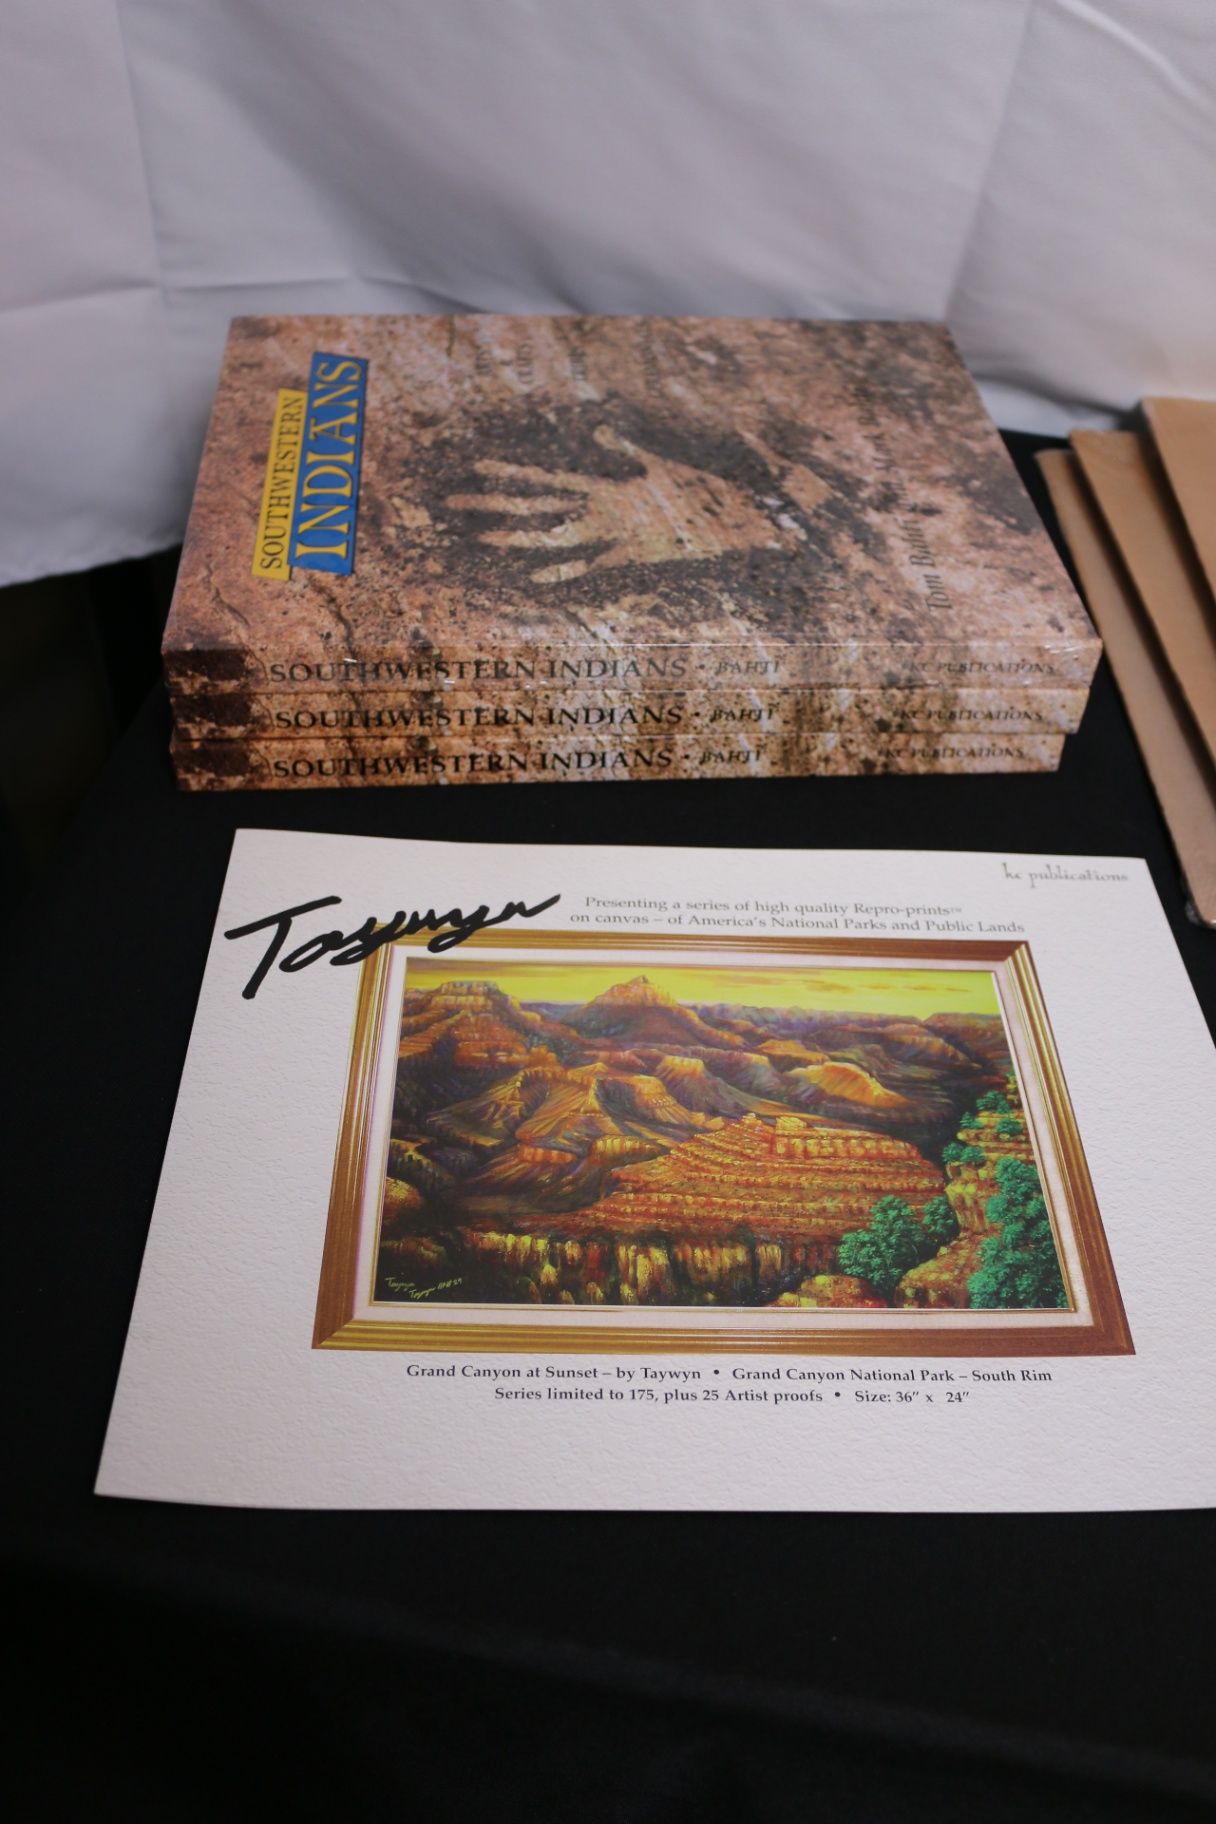 SOUTHWESTERN
INDIANS
Tom Bahti
Mark
SOUTHWESTERN INDIANS • BAHTI KC PUBLICATIONS
SOUTHWESTERN INDIANS • BAHTI KC PUBLICATIONS
SOUTHWESTERN INDIANS • BAHTI KC PUBLICATIONS
kc publications
Taywyn
Presenting a series of high quality Repro-prints™
on canvas – of America's National Parks and Public Lands
Grand Canyon at Sunset – by Taywyn • Grand Canyon National Park – South Rim
Series limited to 175, plus 25 Artist proofs • Size: 36" x 24"